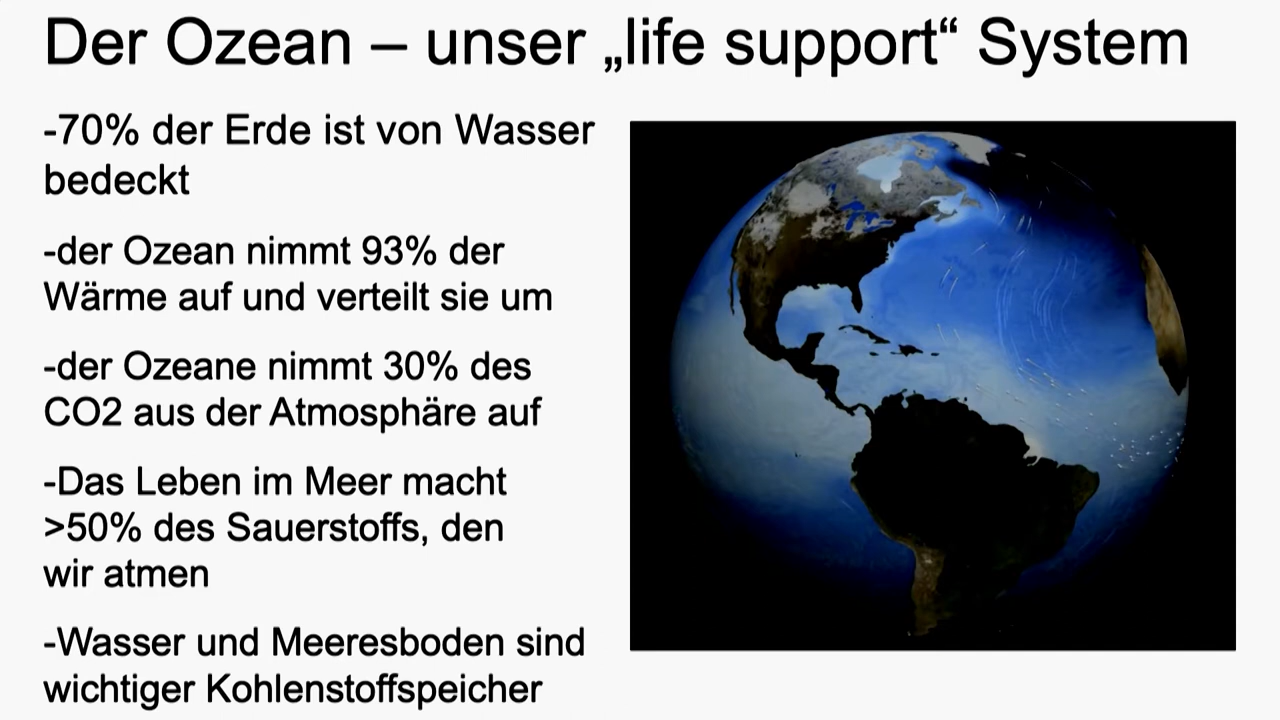 Der Ozean – unser „life support“ System
-70% der Erde ist von Wasser
bedeckt
-der Ozean nimmt 93% der
Wärme auf und verteilt sie um
-der Ozeane nimmt 30% des
CO2 aus der Atmosphäre auf
-Das Leben im Meer macht
>50% des Sauerstoffs, den
wir atmen
-Wasser und Meeresboden sind
wichtiger Kohlenstoffspeicher